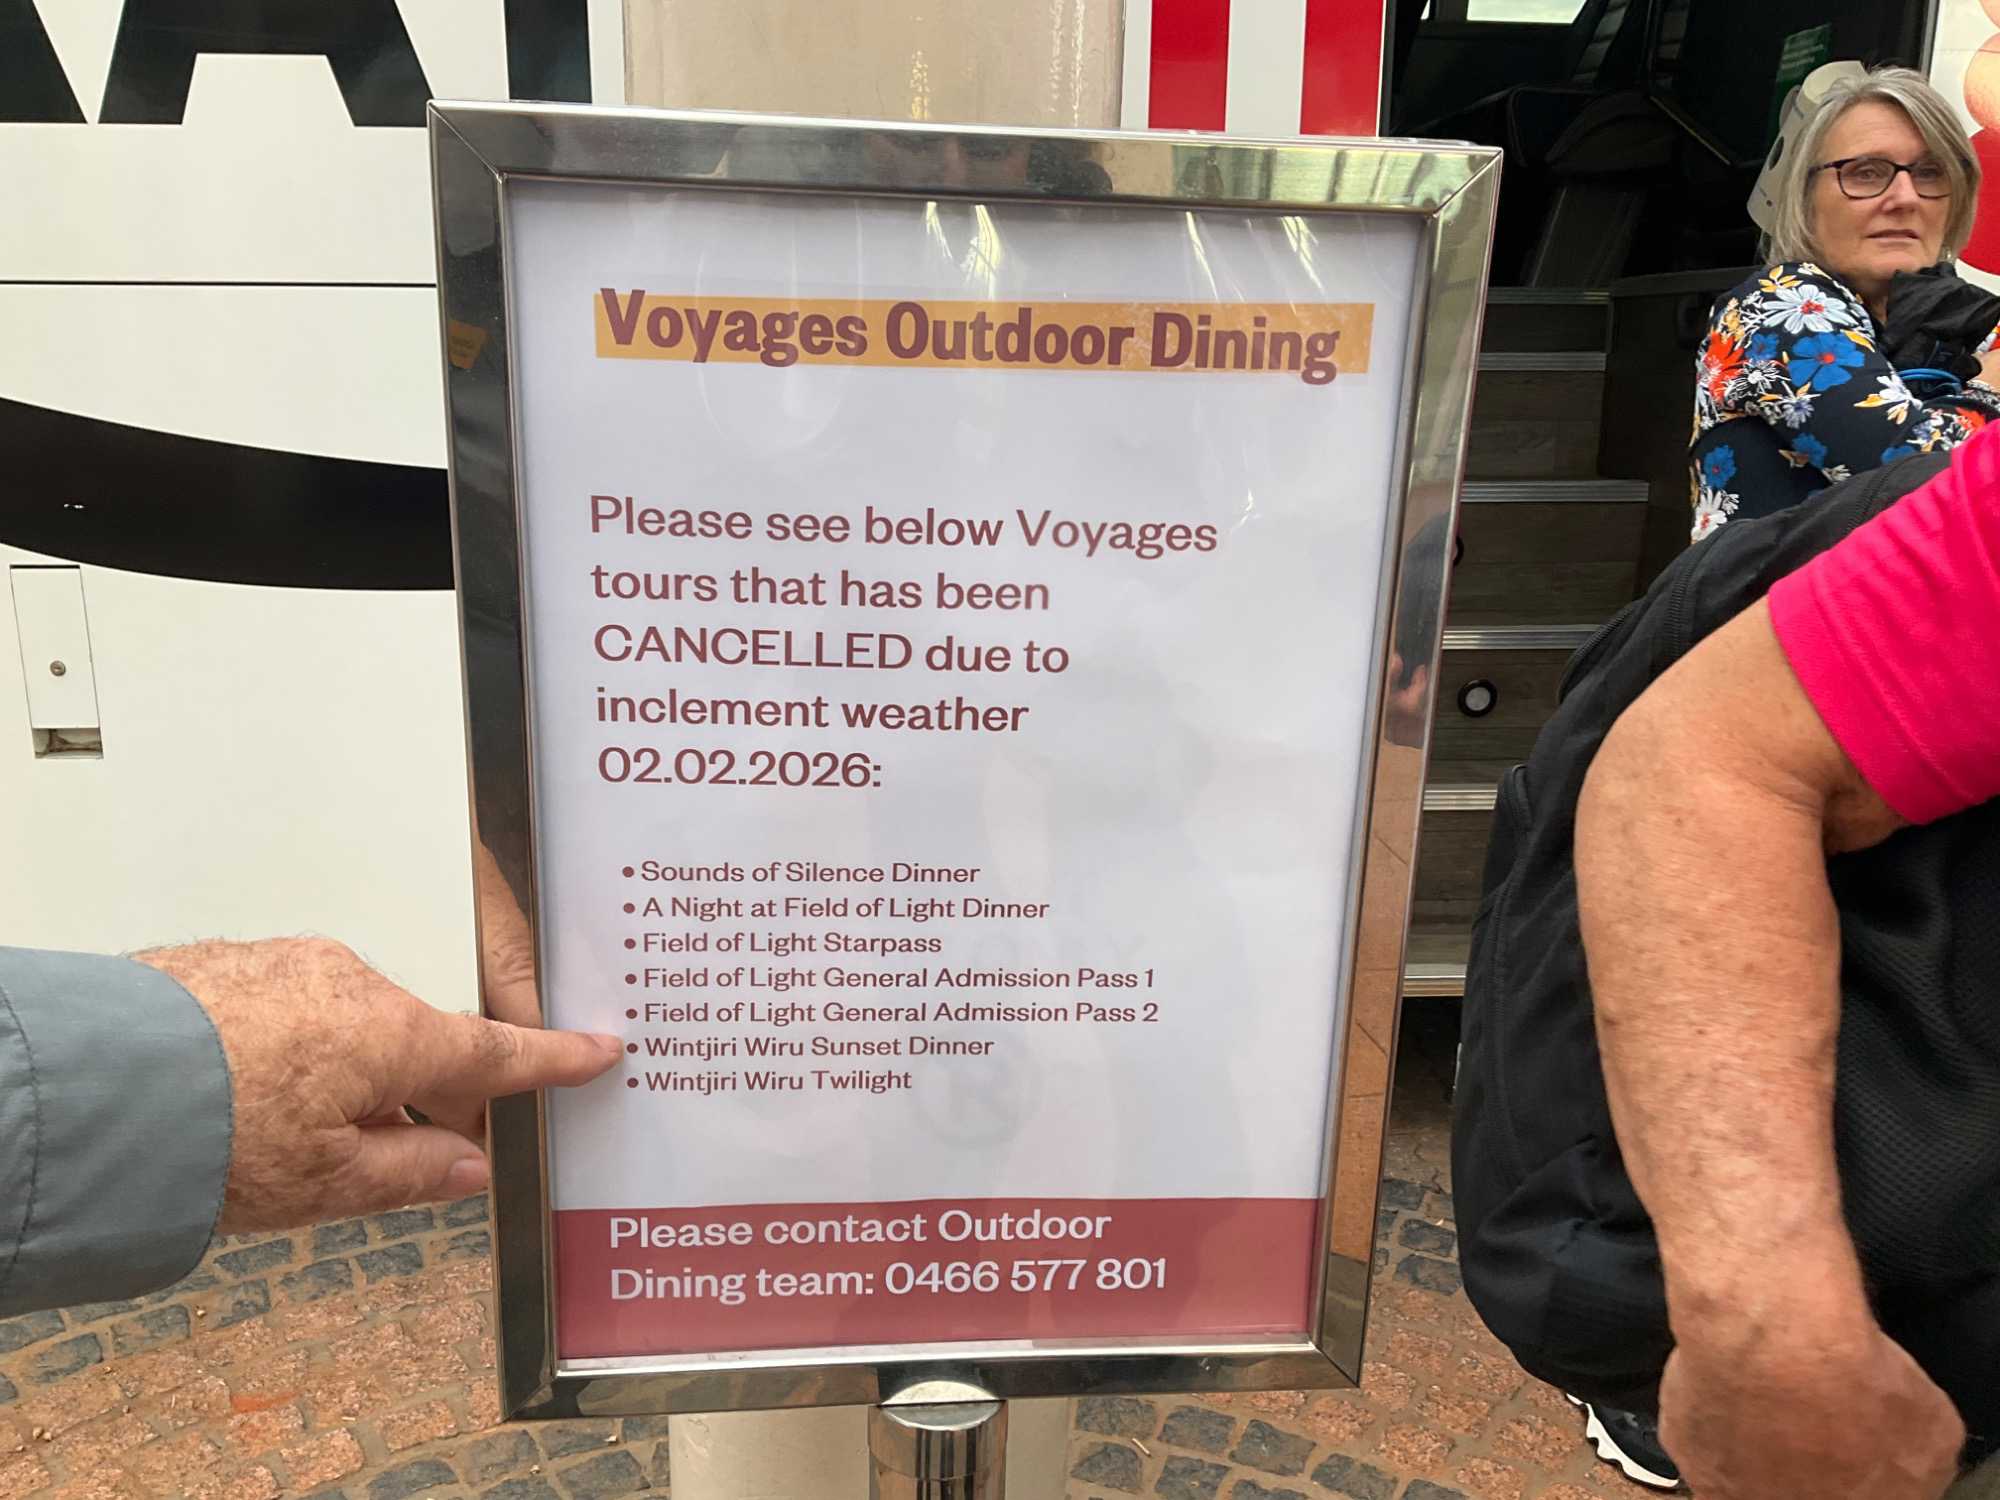 Voyages Outdoor Dining
Please see below Voyages
tours that has been
CANCELLED due to
inclement weather
02.02.2026:
• Sounds of Silence Dinner
• A Night at Field of Light Dinner
• Field of Light Starpass
• Field of Light General Admission Pass 1
• Field of Light General Admission Pass 2
• Wintjiri Wiru Sunset Dinner
• Wintjiri Wiru Twilight
Please contact Outdoor
Dining team: 0466 577 801